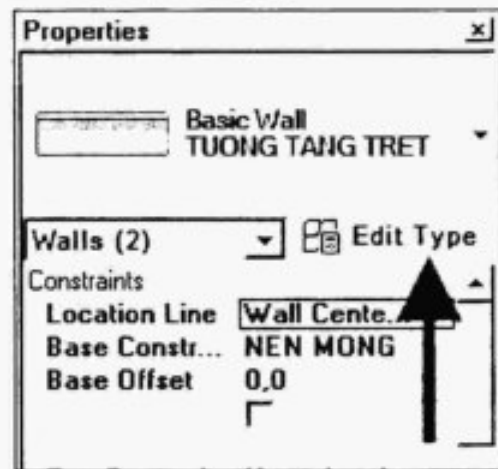 Properties
Basic Wall
TUONG TANG TRET
Walls (2)
Edit Type
Constraints
Location Line Wall Cente...
Base Constr... NEN MONG
Base Offset 0,0